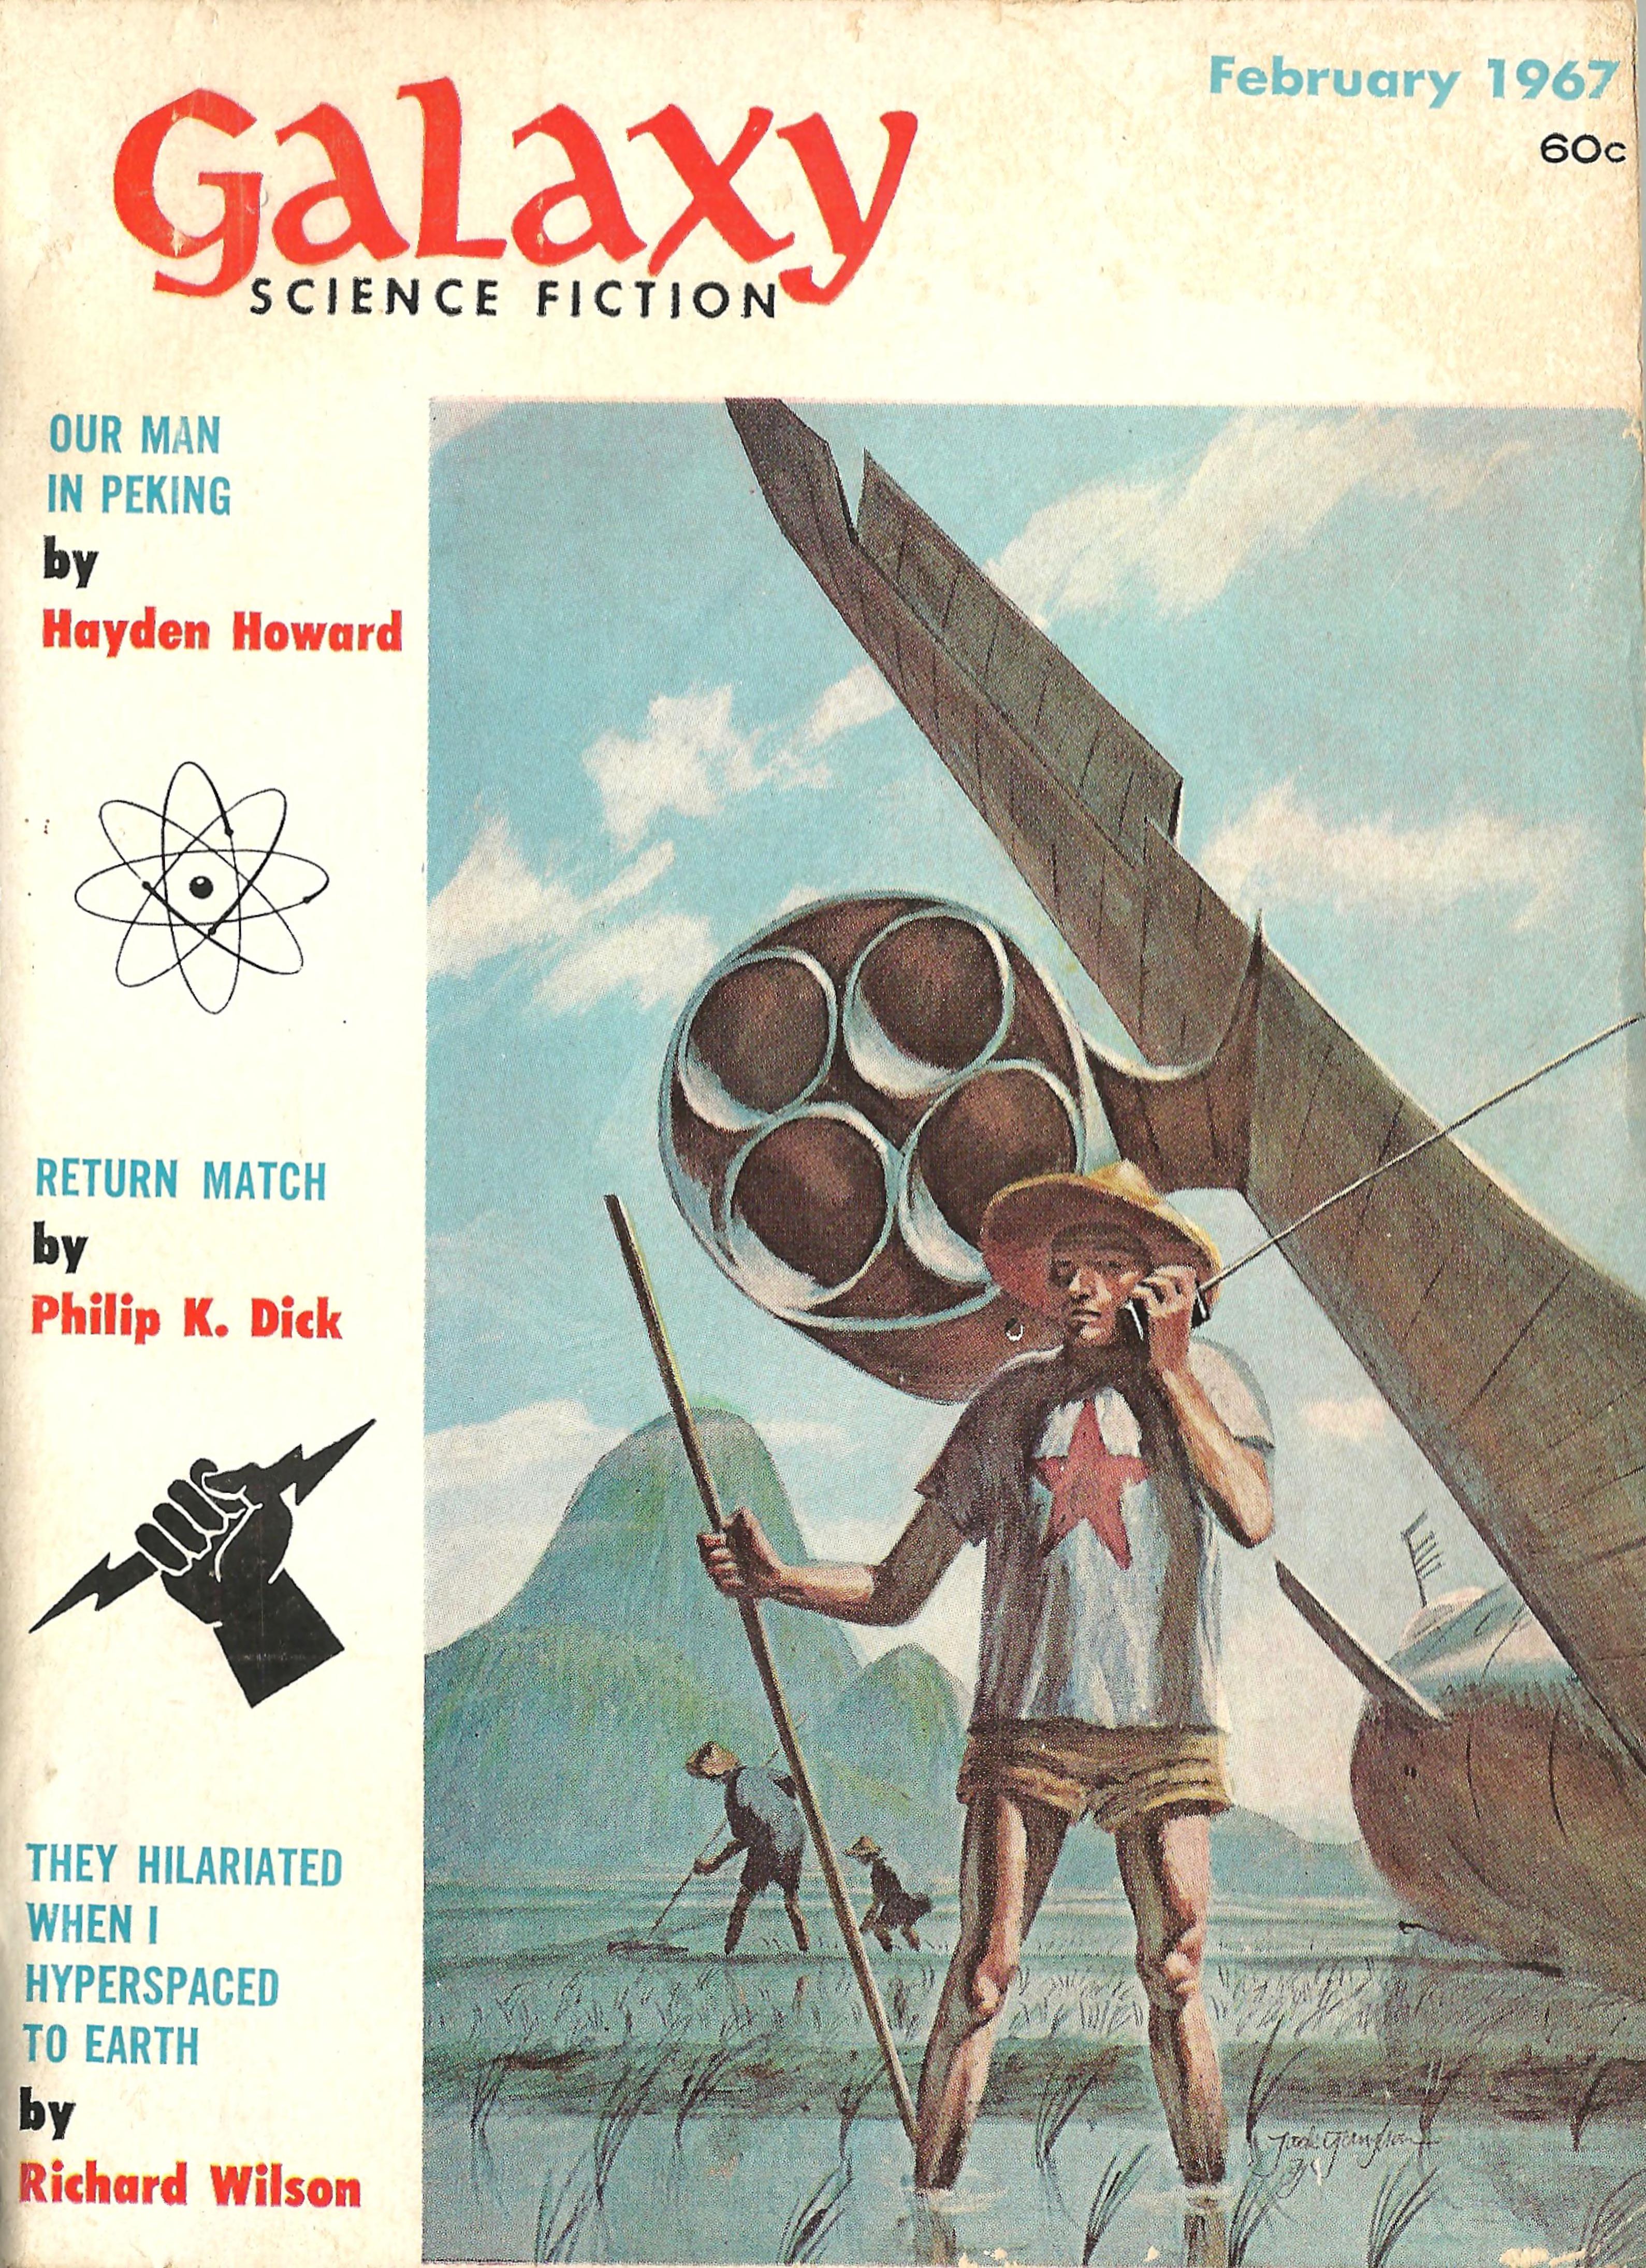 Galaxy
SCIENCE FICTION
February 1967
60c
OUR MAN
IN PEKING
by
Hayden Howard
RETURN MATCH
by
Philip K. Dick
THEY HILARIATED
WHEN I
HYPERSPACED
TO EARTH
by
Richard Wilson